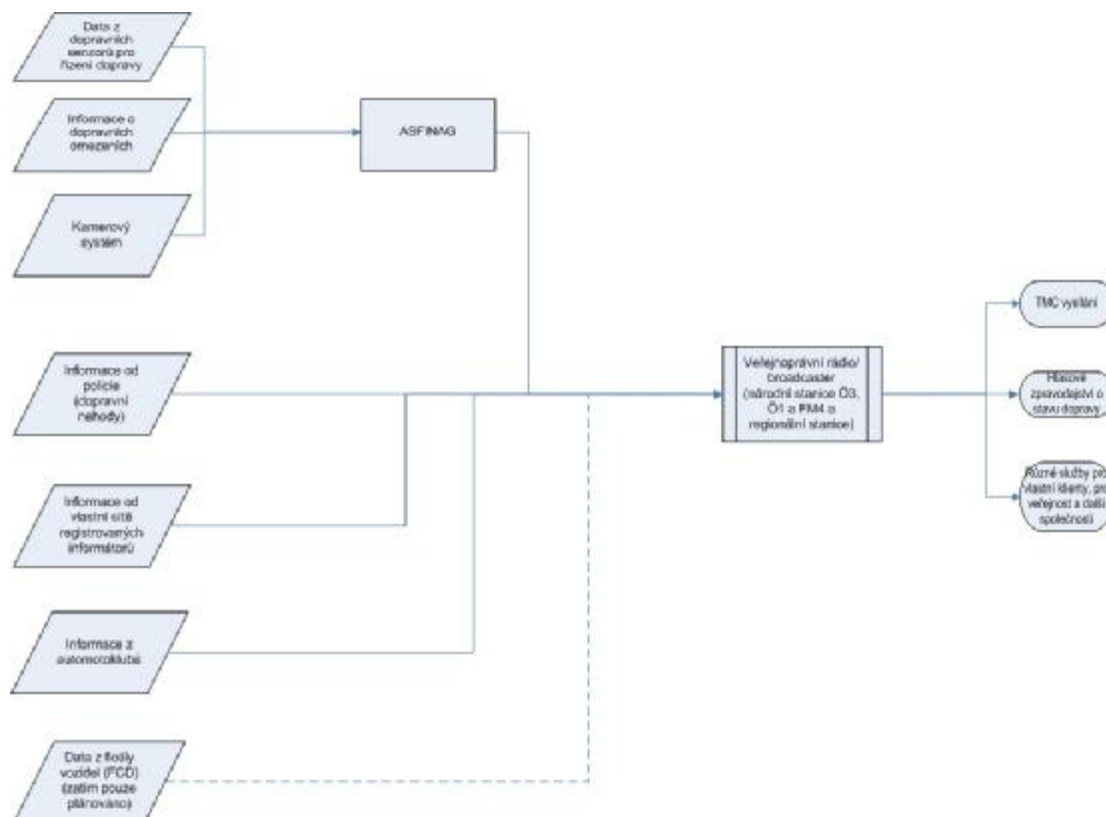 Data z
dopravních
senzorů pro
řízení dopravy
Informace o
dopravních
omezeních
ASFINAG
Kamerový
systém
Informace od
policie
(dopravní
nehody)
Veřejnoprávní rádio/
broadcaster
(národní stanice Ö3,
Ö1 a FM4 a
regionální stanice)
TMC vysílání
Hlasové
zpravodajství o
stavu dopravy
Různé služby pro
vlastní klienty, pro
veřejnost a další
společnosti
Informace od
vlastní sítě
registrovaných
informátorů
Informace z
automotoklubů
Data z flotily
vozidel (FCD)
(zatím pouze
plánováno)